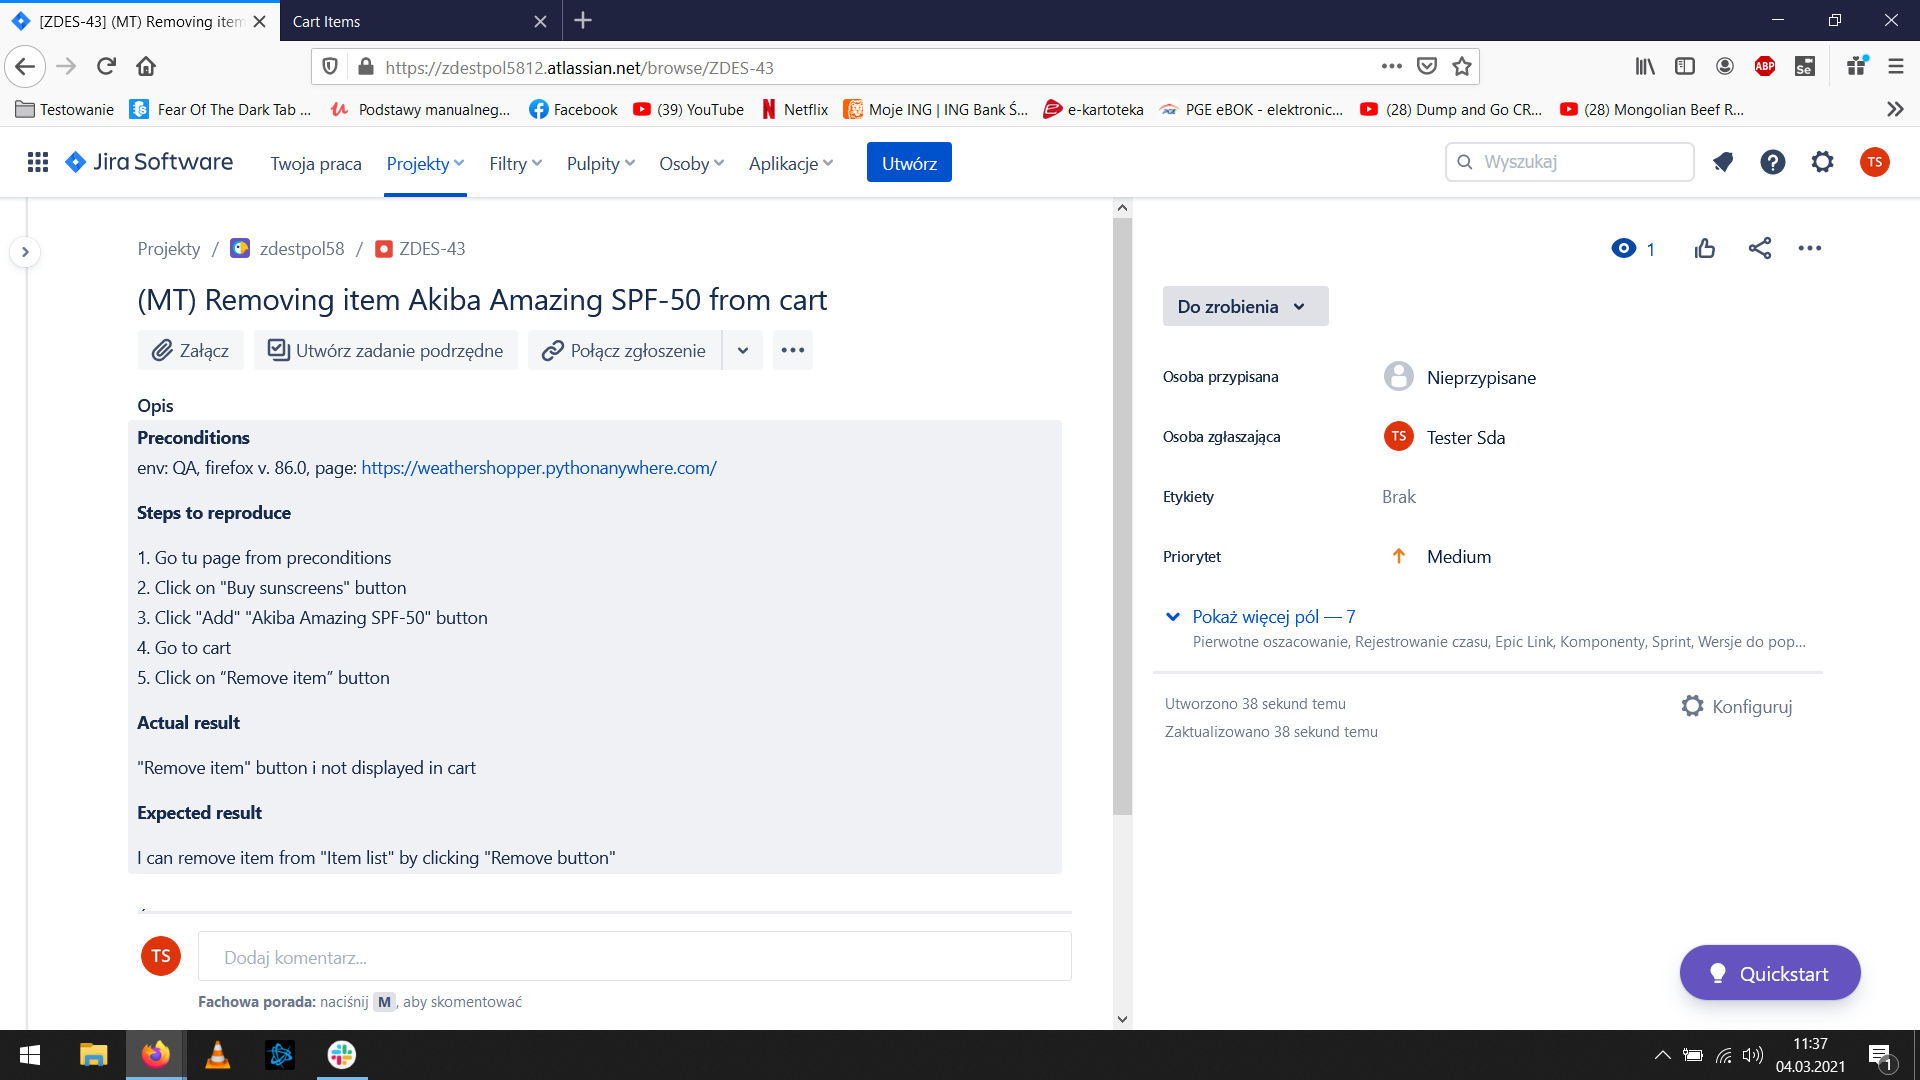 [ZDES-43] (MT) Removing item
Cart Items
https://zdestpol5812.atlassian.net/browse/ZDES-43
ABP
Se
Testowanie
Fear Of The Dark Tab ...
Podstawy manualneg...
Facebook
(39) YouTube
Netflix
Moje ING | ING Bank Ś...
e-kartoteka
PGE eBOK - elektronic...
(28) Dump and Go CR...
(28) Mongolian Beef R...
Jira Software
Twoja praca
Projekty
Filtry
Pulpity
Osoby
Aplikacje
Utwórz
Wyszukaj
TS
Projekty / zdestpol58 / ZDES-43
1
(MT) Removing item Akiba Amazing SPF-50 from cart
Do zrobienia
Załącz
Utwórz zadanie podrzędne
Połącz zgłoszenie
Opis
Preconditions
env: QA, firefox v. 86.0, page: https://weathershopper.pythonanywhere.com/
Steps to reproduce
1. Go tu page from preconditions
2. Click on "Buy sunscreens" button
3. Click "Add" "Akiba Amazing SPF-50" button
4. Go to cart
5. Click on “Remove item” button
Actual result
"Remove item" button i not displayed in cart
Expected result
I can remove item from "Item list" by clicking "Remove button"
TS
Dodaj komentarz...
Fachowa porada: naciśnij M, aby skomentować
Osoba przypisana
Nieprzypisane
Osoba zgłaszająca
TS
Tester Sda
Etykiety
Brak
Priorytet
Medium
Pokaż więcej pól — 7
Pierwotne oszacowanie, Rejestrowanie czasu, Epic Link, Komponenty, Sprint, Wersje do pop...
Utworzono 38 sekund temu
Zaktualizowano 38 sekund temu
Konfiguruj
Quickstart
11:37
04.03.2021
1